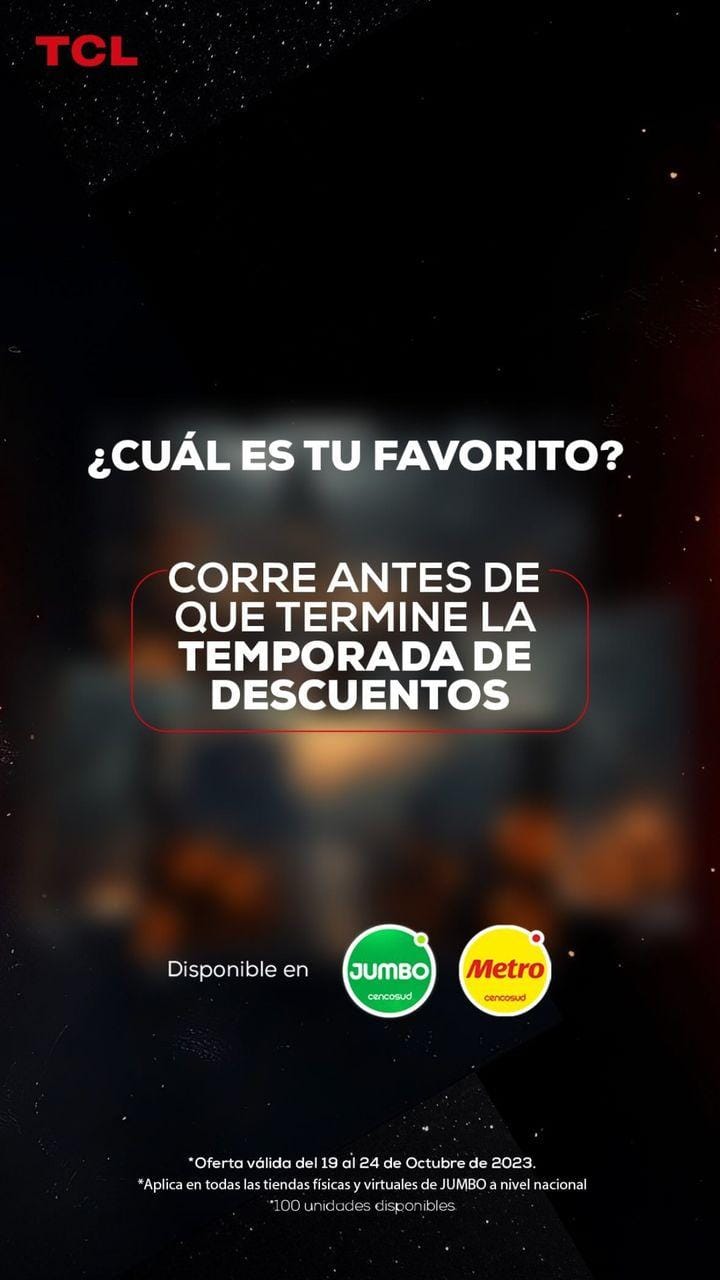 TCL
¿CUÁL ES TU FAVORITO?
CORRE ANTES DE
QUE TERMINE LA
TEMPORADA DE
DESCUENTOS
Disponible en
JUMBO
cencosud
Metro
cencosud
*Oferta válida del 19 al 24 de Octubre de 2023.
*Aplica en todas las tiendas físicas y virtuales de JUMBO a nivel nacional
*100 unidades disponibles